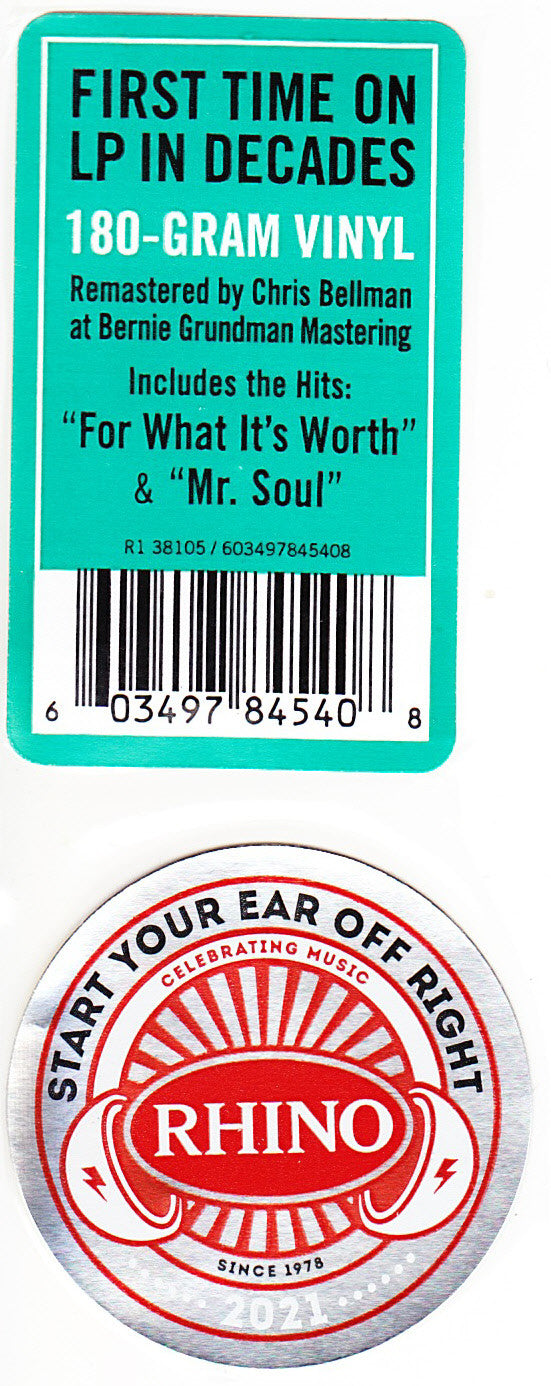 FIRST TIME ON
LP IN DECADES
180-GRAM VINYL
Remastered by Chris Bellman
at Bernie Grundman Mastering
Includes the Hits:
“For What It's Worth”
& “Mr. Soul”
R1 38105 / 603497845408
6 03497 84540 8
START YOUR EAR OFF RIGHT
CELEBRATING MUSIC
RHINO
SINCE 1978
2021